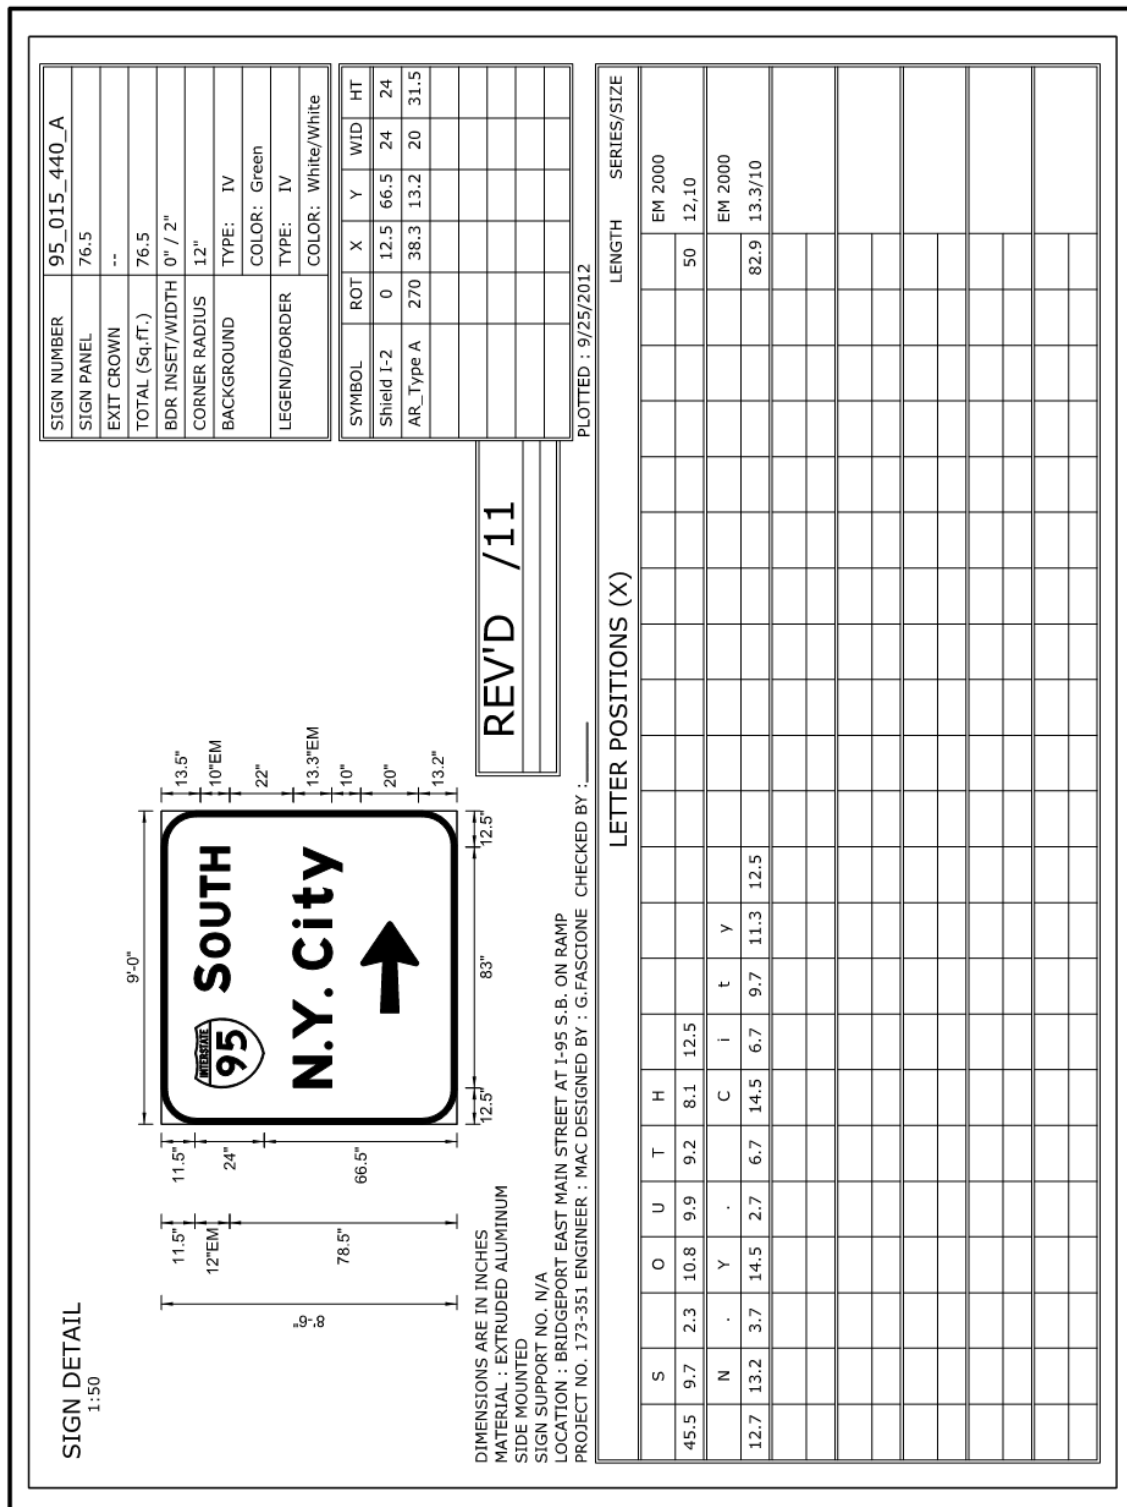 SIGN DETAIL
1:50
9'-0"
8'-6"
11.5"
12"EM
78.5"
11.5"
24"
66.5"
INTERSTATE
95
SOUTH
N.Y. City
13.5"
10"EM
22"
13.3"EM
10"
20"
13.2"
12.5"
83"
12.5"
SIGN NUMBER 95_015_440_A
SIGN PANEL 76.5
EXIT CROWN --
TOTAL (Sq.fT.) 76.5
BDR INSET/WIDTH 0" / 2"
CORNER RADIUS 12"
BACKGROUND TYPE: IV
COLOR: Green
LEGEND/BORDER TYPE: IV
COLOR: White/White
SYMBOL ROT X Y WID HT
Shield I-2 0 12.5 66.5 24 24
AR_Type A 270 38.3 13.2 20 31.5
REV'D /11
PLOTTED : 9/25/2012
DIMENSIONS ARE IN INCHES
MATERIAL : EXTRUDED ALUMINUM
SIDE MOUNTED
SIGN SUPPORT NO. N/A
LOCATION : BRIDGEPORT EAST MAIN STREET AT I-95 S.B. ON RAMP
PROJECT NO. 173-351 ENGINEER : MAC DESIGNED BY : G.FASCIONE CHECKED BY :
LETTER POSITIONS (X) LENGTH SERIES/SIZE
S O U T H EM 2000
45.5 9.7 2.3 10.8 9.9 9.2 8.1 12.5 50 12,10
N . Y . C i t y EM 2000
12.7 13.2 3.7 14.5 2.7 6.7 14.5 6.7 9.7 11.3 12.5 82.9 13.3/10